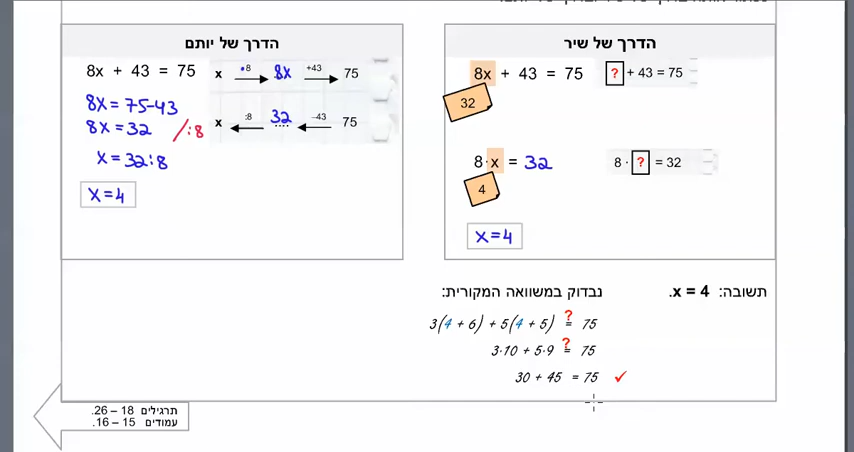 הדרך של שיר
8x + 43 = 75
? + 43 = 75
32
8 · x = 32
8 · ? = 32
4
x = 4
הדרך של יותם
8x + 43 = 75
x ·8 8x +43 75
8x = 75-43
x :8 32 -43 75
8x = 32 /:8
x = 32:8
x = 4
תשובה: x = 4.
נבדוק במשוואה המקורית:
3(4 + 6) + 5(4 + 5) ?= 75
3·10 + 5·9 ?= 75
30 + 45 = 75 ✓
תרגילים 18 – 26.
עמודים 15 – 16.